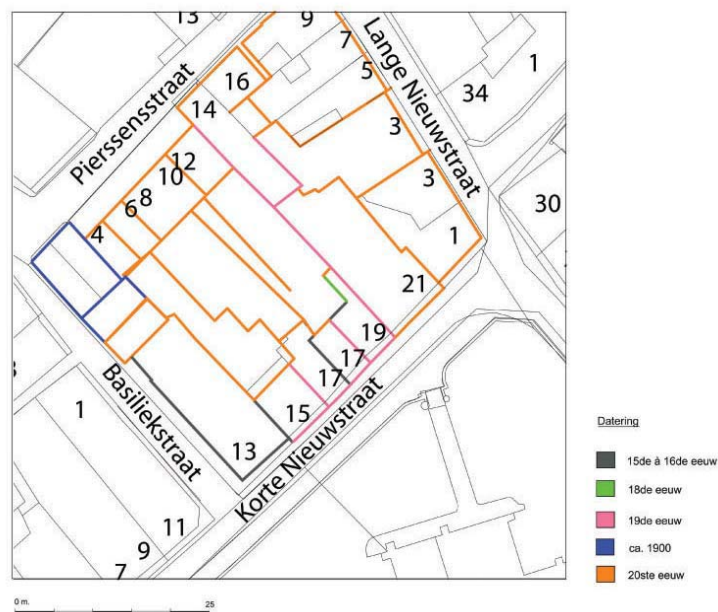 13
9
7
5
Pierssensstraat
Lange Nieuwstraat
16
14
34
1
3
12
10
8
6
4
3
30
1
21
19
17
17
15
13
Basiliekstraat
Korte Nieuwstraat
1
11
9
7
Datering
15de à 16de eeuw
18de eeuw
19de eeuw
ca. 1900
20ste eeuw
0 m.
25